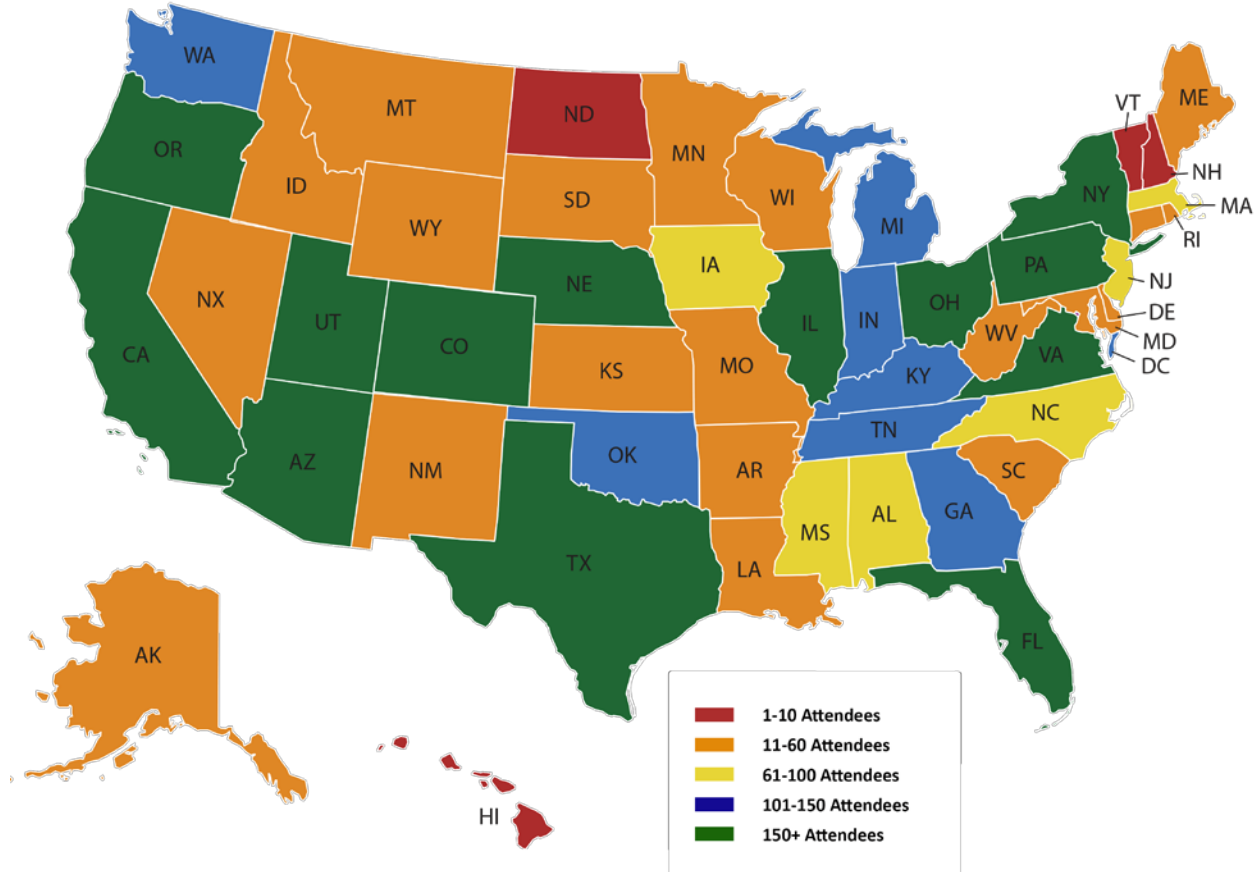 WA
MT
ND
VT
ME
OR
ID
MN
NH
SD
WI
NY
MA
WY
MI
RI
IA
PA
NJ
NE
NX
OH
DE
UT
IL
IN
WV
MD
CA
CO
VA
DC
KS
MO
KY
NC
TN
AZ
OK
NM
AR
SC
AL
GA
MS
TX
LA
FL
AK
HI
1-10 Attendees
11-60 Attendees
61-100 Attendees
101-150 Attendees
150+ Attendees